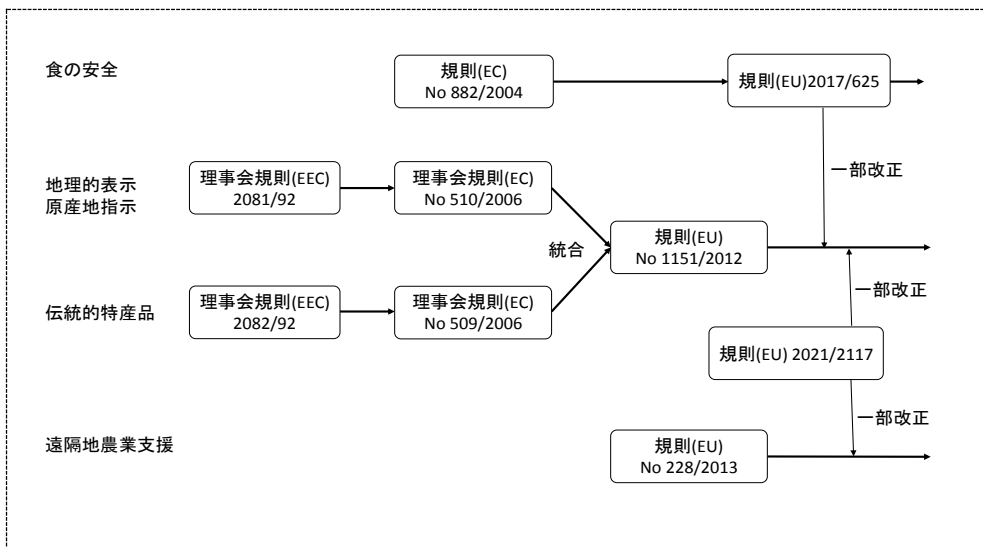 食の安全
規則(EC)
No 882/2004
規則(EU)2017/625
一部改正
地理的表示
原産地指示
理事会規則(EEC)
2081/92
理事会規則(EC)
No 510/2006
統合
規則(EU)
No 1151/2012
一部改正
伝統的特産品
理事会規則(EEC)
2082/92
理事会規則(EC)
No 509/2006
規則(EU) 2021/2117
一部改正
遠隔地農業支援
規則(EU)
No 228/2013